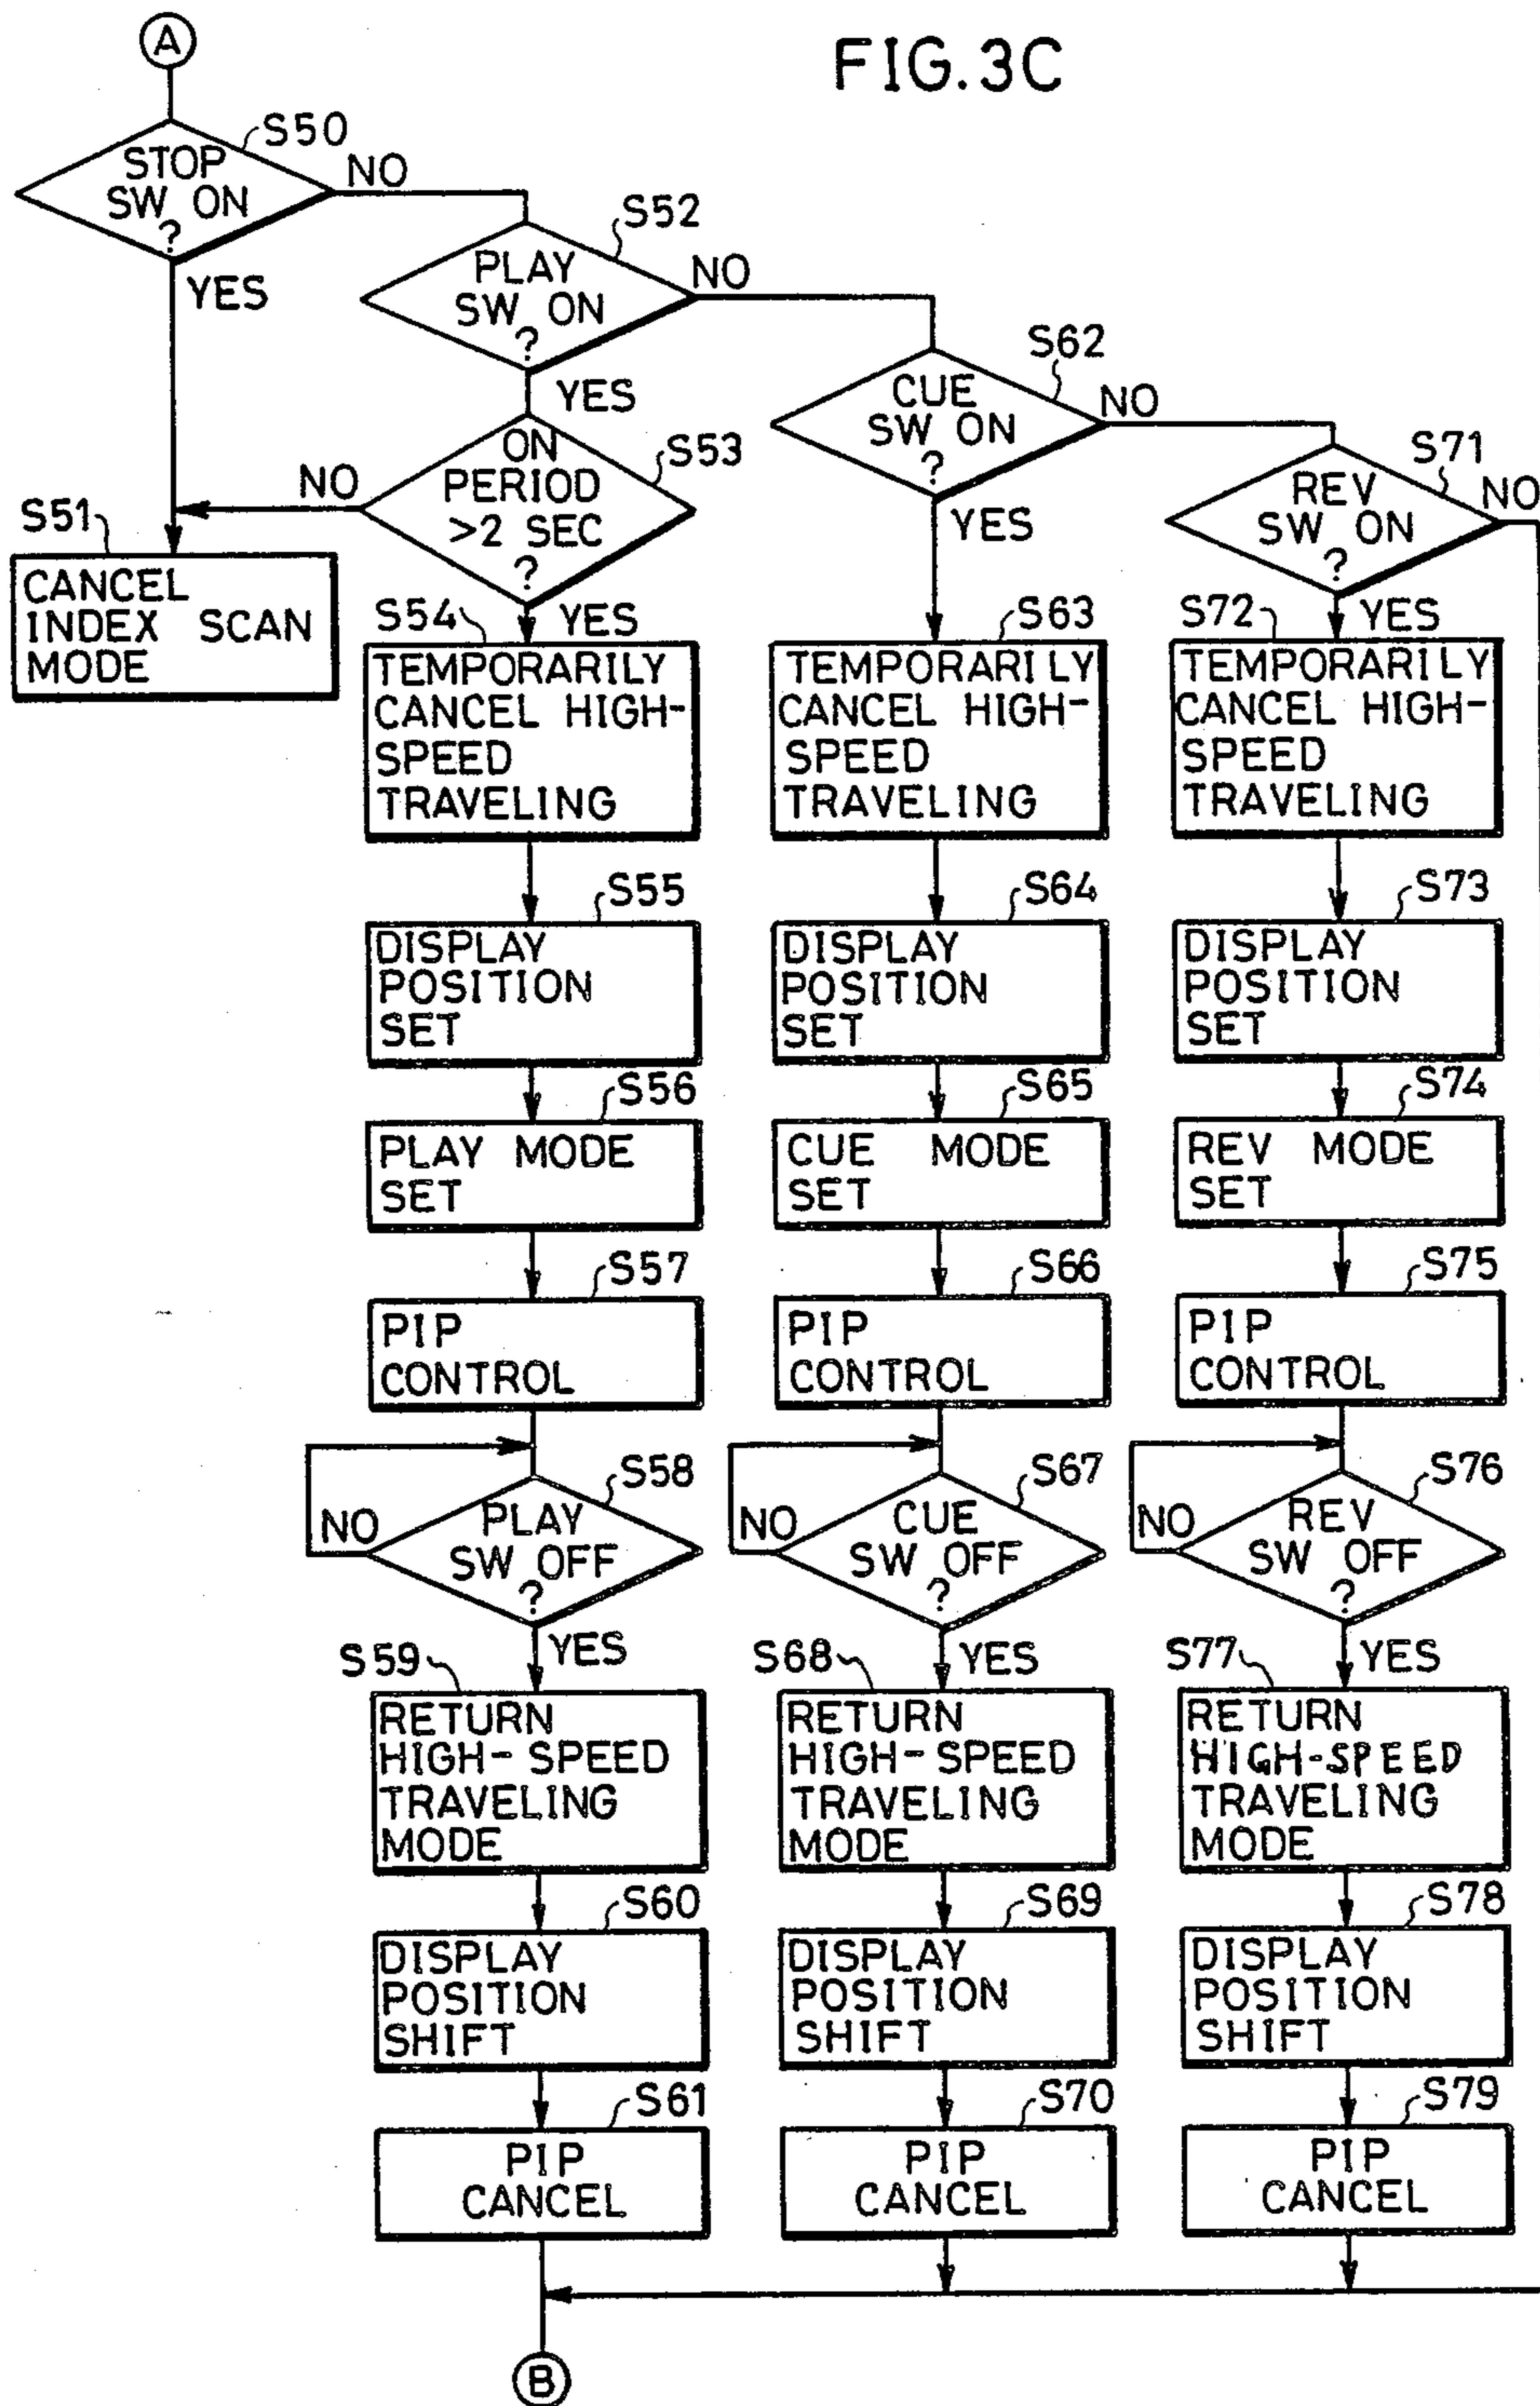 FIG.3C
A
S50
STOP
SW ON
?
NO
YES
S52
PLAY
SW ON
?
NO
YES
S62
CUE
SW ON
?
NO
YES
S71
REV
SW ON
?
NO
YES
S53
ON
PERIOD
>2 SEC
?
NO
YES
S51
CANCEL
INDEX SCAN
MODE
S54
TEMPORARILY
CANCEL HIGH-
SPEED
TRAVELING
S63
TEMPORARILY
CANCEL HIGH-
SPEED
TRAVELING
S72
TEMPORARILY
CANCEL HIGH-
SPEED
TRAVELING
S55
DISPLAY
POSITION
SET
S64
DISPLAY
POSITION
SET
S73
DISPLAY
POSITION
SET
S56
PLAY MODE
SET
S65
CUE MODE
SET
S74
REV MODE
SET
S57
PIP
CONTROL
S66
PIP
CONTROL
S75
PIP
CONTROL
S58
PLAY
SW OFF
?
NO
YES
S67
CUE
SW OFF
?
NO
YES
S76
REV
SW OFF
?
NO
YES
S59
RETURN
HIGH-SPEED
TRAVELING
MODE
S68
RETURN
HIGH-SPEED
TRAVELING
MODE
S77
RETURN
HIGH-SPEED
TRAVELING
MODE
S60
DISPLAY
POSITION
SHIFT
S69
DISPLAY
POSITION
SHIFT
S78
DISPLAY
POSITION
SHIFT
S61
PIP
CANCEL
S70
PIP
CANCEL
S79
PIP
CANCEL
B